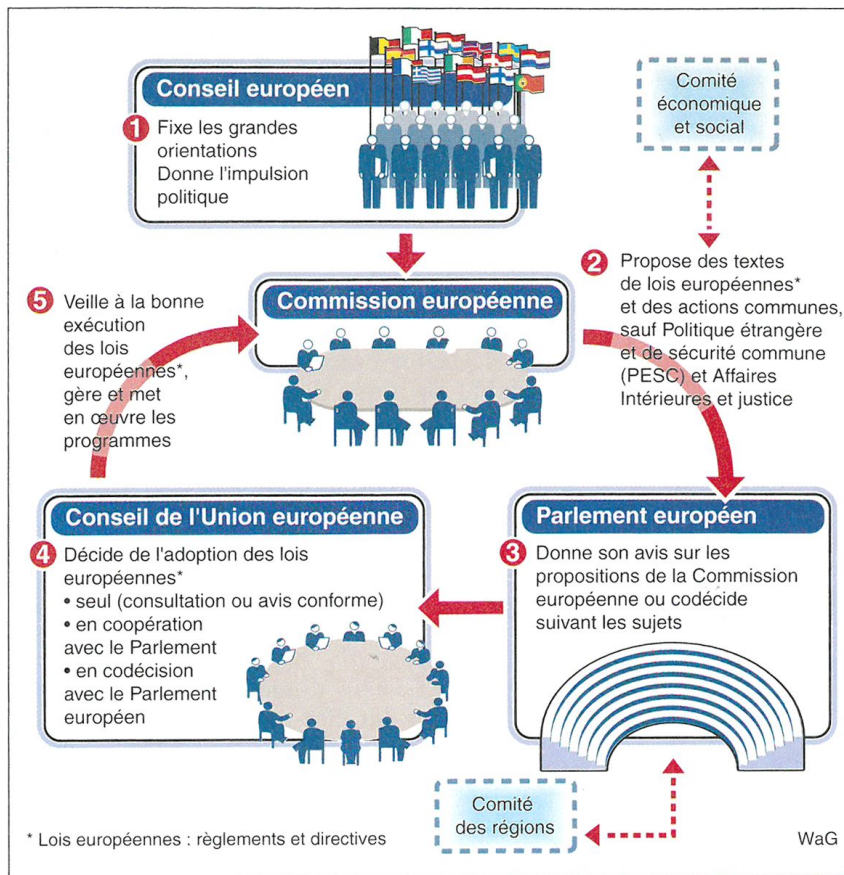 Conseil européen
1 Fixe les grandes
orientations
Donne l'impulsion
politique
Comité
économique
et social
Commission européenne
2 Propose des textes
de lois européennes*
et des actions communes,
sauf Politique étrangère
et de sécurité commune
(PESC) et Affaires
Intérieures et justice
Parlement européen
3 Donne son avis sur les
propositions de la Commission
européenne ou codécide
suivant les sujets
Conseil de l'Union européenne
4 Décide de l'adoption des lois
européennes*
• seul (consultation ou avis conforme)
• en coopération
avec le Parlement
• en codécision
avec le Parlement
européen
5 Veille à la bonne
exécution
des lois
européennes*,
gère et met
en œuvre les
programmes
Comité
des régions
* Lois européennes : règlements et directives
WaG